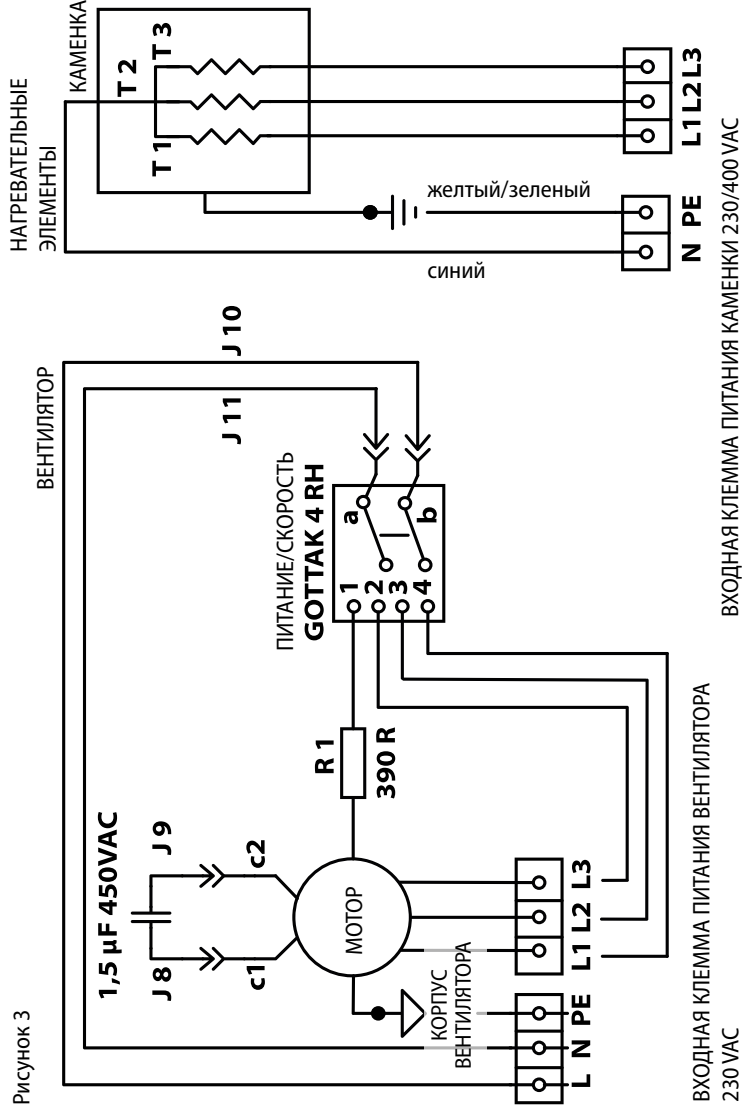 Рисунок 3
ВЕНТИЛЯТОР
1,5 µF 450VAC
J 8
J 9
c1
c2
МОТОР
КОРПУС
ВЕНТИЛЯТОРА
R 1
390 R
ПИТАНИЕ/СКОРОСТЬ
GOTTAK 4 RH
1
2
3
4
a
b
J 11
J 10
L N PE
L1 L2 L3
ВХОДНАЯ КЛЕММА ПИТАНИЯ ВЕНТИЛЯТОРА
230 VAC
НАГРЕВАТЕЛЬНЫЕ
ЭЛЕМЕНТЫ
КАМЕНКА
T 1
T 2
T 3
синий
желтый/зеленый
N PE
L1 L2 L3
ВХОДНАЯ КЛЕММА ПИТАНИЯ КАМЕНКИ 230/400 VAC